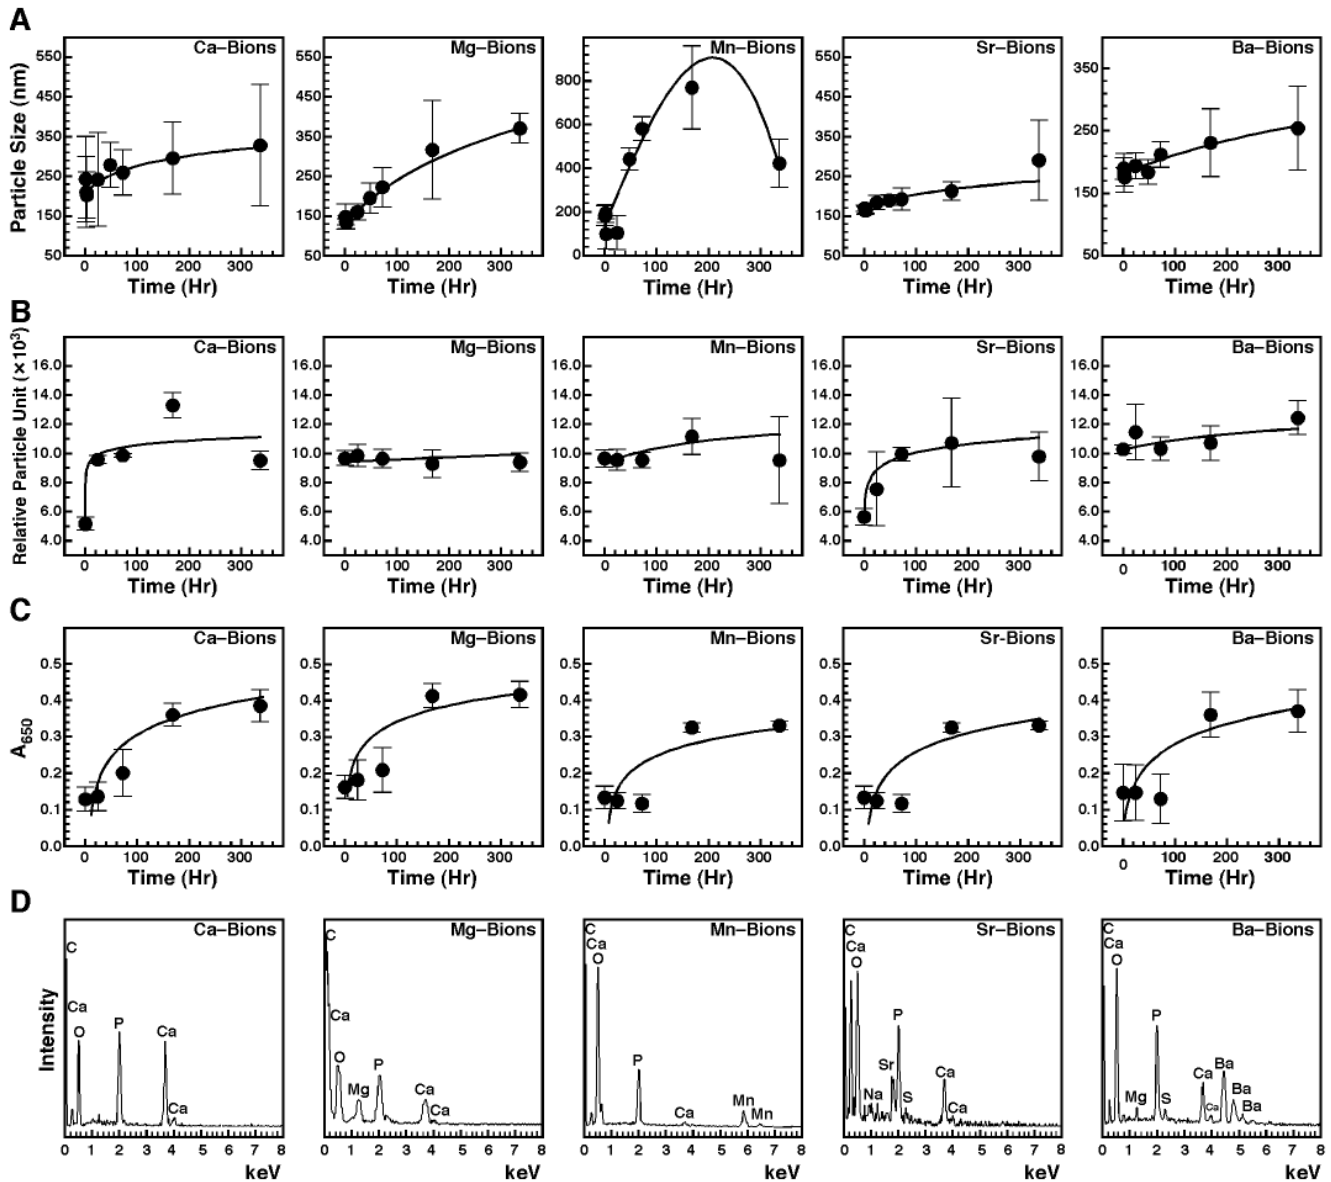 A
Ca–Bions Mg–Bions Mn–Bions Sr–Bions Ba–Bions
Particle Size (nm)
550 550 800 550 350
450 450 600 450 250
350 350 400 350 150
250 250 200 250 50
150 150 0 150
50 50 50
0 100 200 300 0 100 200 300 0 100 200 300 0 100 200 300 0 100 200 300
Time (Hr) Time (Hr) Time (Hr) Time (Hr) Time (Hr)
B
Ca–Bions Mg–Bions Mn–Bions Sr–Bions Ba–Bions
Relative Particle Unit (×10³)
16.0 16.0 16.0 16.0 16.0
14.0 14.0 14.0 14.0 14.0
12.0 12.0 12.0 12.0 12.0
10.0 10.0 10.0 10.0 10.0
8.0 8.0 8.0 8.0 8.0
6.0 6.0 6.0 6.0 6.0
4.0 4.0 4.0 4.0 4.0
0 100 200 300 0 100 200 300 0 100 200 300 0 100 200 300 0 100 200 300
Time (Hr) Time (Hr) Time (Hr) Time (Hr) Time (Hr)
C
Ca–Bions Mg–Bions Mn–Bions Sr-Bions Ba–Bions
A650
0.5 0.5 0.5 0.5 0.5
0.4 0.4 0.4 0.4 0.4
0.3 0.3 0.3 0.3 0.3
0.2 0.2 0.2 0.2 0.2
0.1 0.1 0.1 0.1 0.1
0.0 0.0 0.0 0.0 0.0
0 100 200 300 0 100 200 300 0 100 200 300 0 100 200 300 0 100 200 300
Time (Hr) Time (Hr) Time (Hr) Time (Hr) Time (Hr)
D
Ca–Bions Mg–Bions Mn–Bions Sr–Bions Ba–Bions
Intensity
C Ca O P Ca Ca
C Ca O Mg P Ca Ca
C Ca O P Ca Mn Mn
C Ca O Na Sr P S Ca Ca
C Ca O Mg P S Ca Ca Ba Ba Ba
0 1 2 3 4 5 6 7 8 0 1 2 3 4 5 6 7 8 0 1 2 3 4 5 6 7 8 0 1 2 3 4 5 6 7 8 0 1 2 3 4 5 6 7 8
keV keV keV keV keV